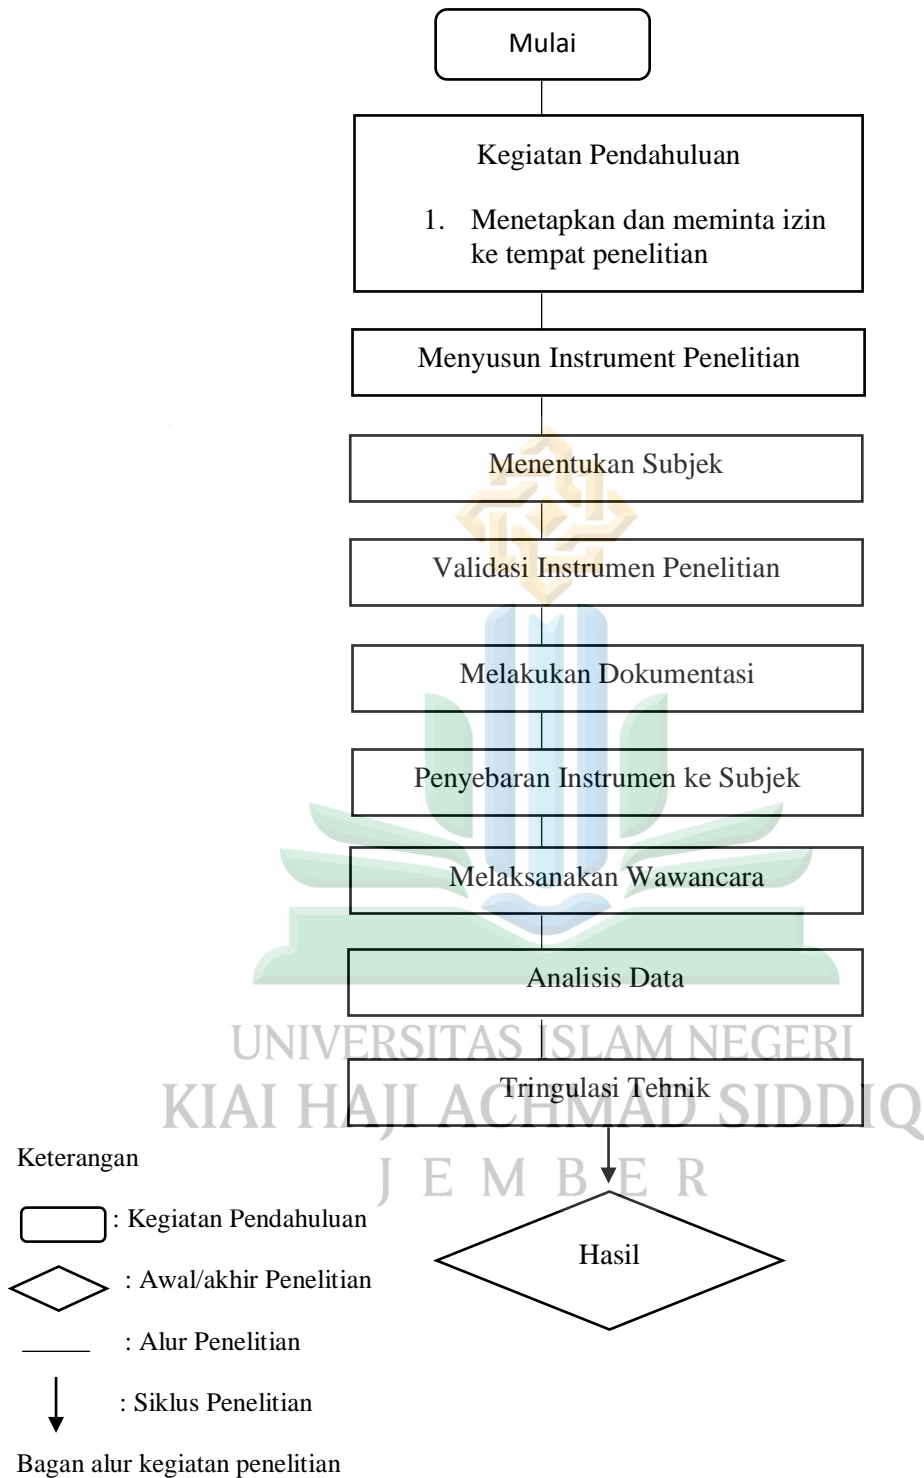 Mulai
Kegiatan Pendahuluan
1. Menetapkan dan meminta izin
ke tempat penelitian
Menyusun Instrument Penelitian
Menentukan Subjek
Validasi Instrumen Penelitian
Melakukan Dokumentasi
Penyebaran Instrumen ke Subjek
Melaksanakan Wawancara
Analisis Data
UNIVERSITAS ISLAM NEGERI
Tringulasi Tehnik
KIAI HAJI ACHMAD SIDDIQ
JEMBER
Hasil
Keterangan
: Kegiatan Pendahuluan
: Awal/akhir Penelitian
: Alur Penelitian
: Siklus Penelitian
Bagan alur kegiatan penelitian